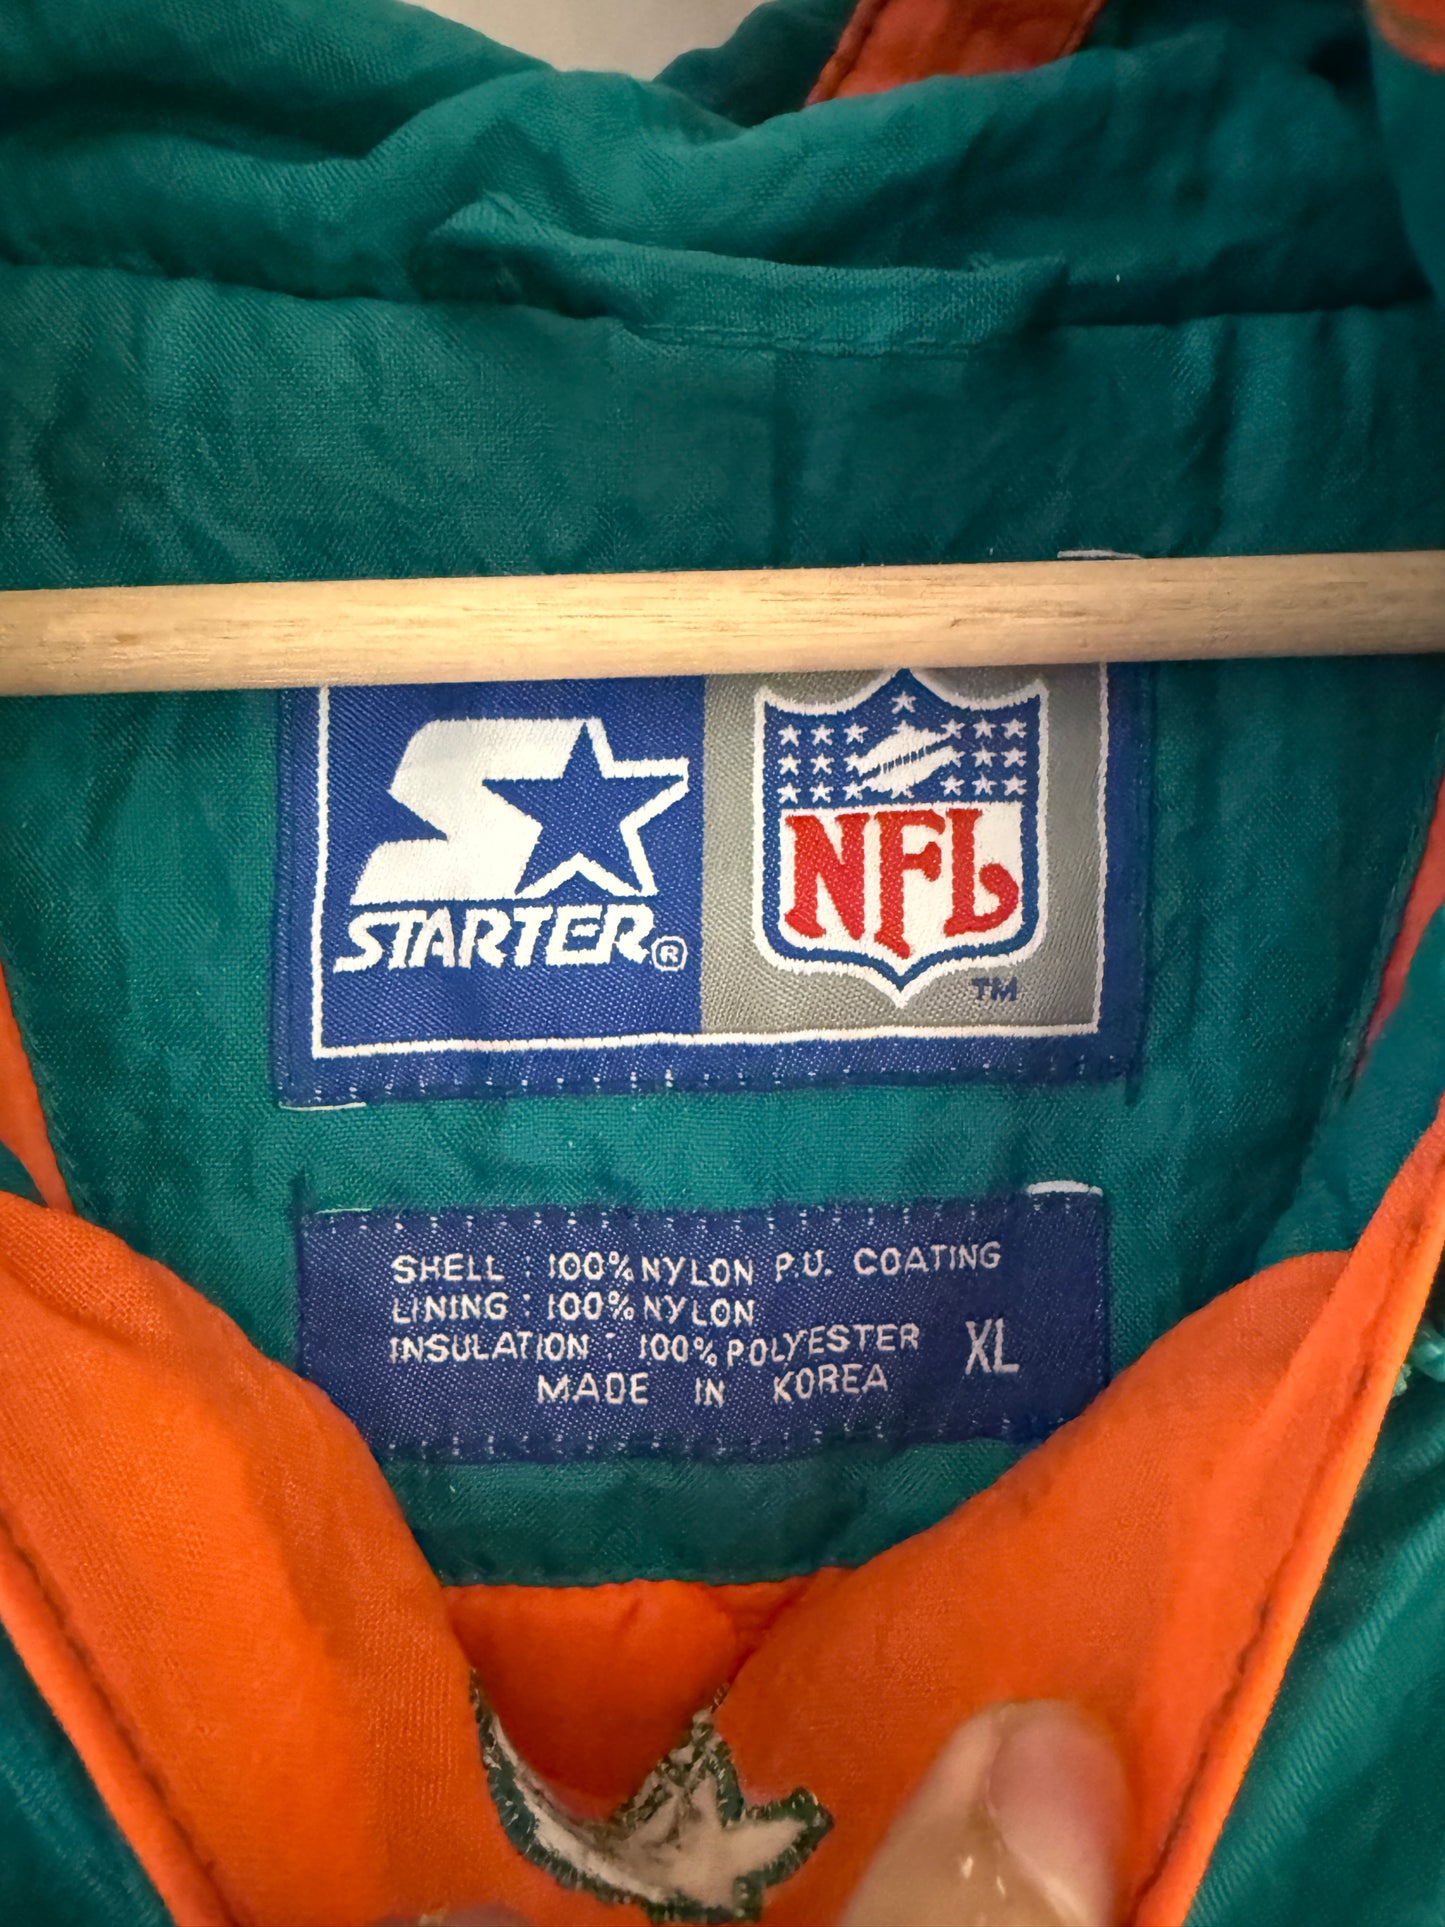 STARTER®
NFL
TM
SHELL : 100% NYLON P.U. COATING
LINING : 100% NYLON
INSULATION : 100% POLYESTER XL
MADE IN KOREA